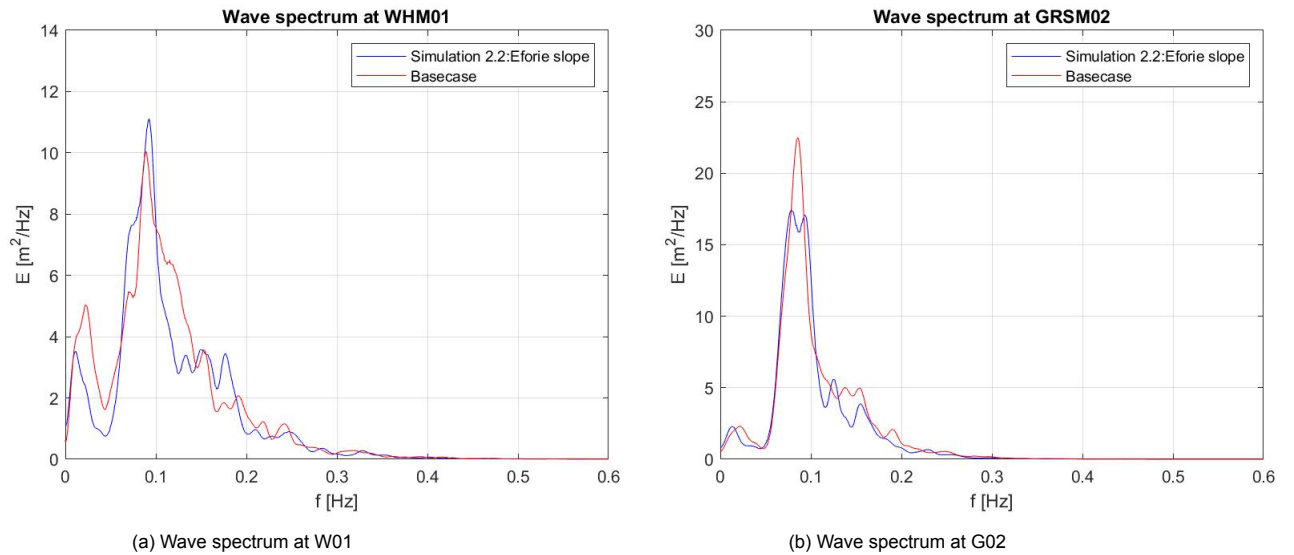 Wave spectrum at WHM01
14
12
10
8
6
4
2
0
E [m²/Hz]
0 0.1 0.2 0.3 0.4 0.5 0.6
f [Hz]
Simulation 2.2:Eforie slope
Basecase
(a) Wave spectrum at W01
Wave spectrum at GRSM02
30
25
20
15
10
5
0
E [m²/Hz]
0 0.1 0.2 0.3 0.4 0.5 0.6
f [Hz]
Simulation 2.2:Eforie slope
Basecase
(b) Wave spectrum at G02